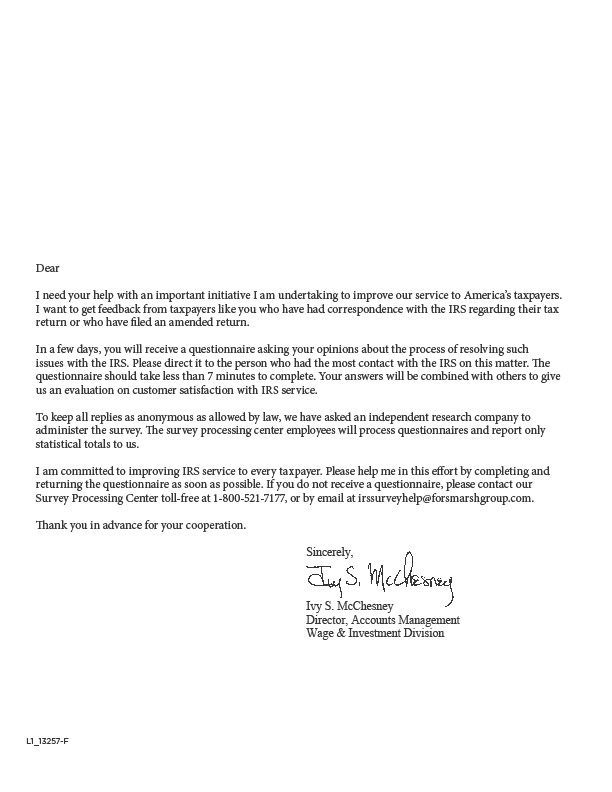 Dear
I need your help with an important initiative I am undertaking to improve our service to America's taxpayers.
I want to get feedback from taxpayers like you who have had correspondence with the IRS regarding their tax
return or who have filed an amended return.
In a few days, you will receive a questionnaire asking your opinions about the process of resolving such
issues with the IRS. Please direct it to the person who had the most contact with the IRS on this matter. The
questionnaire should take less than 7 minutes to complete. Your answers will be combined with others to give
us an evaluation on customer satisfaction with IRS service.
To keep all replies as anonymous as allowed by law, we have asked an independent research company to
administer the survey. The survey processing center employees will process questionnaires and report only
statistical totals to us.
I am committed to improving IRS service to every taxpayer. Please help me in this effort by completing and
returning the questionnaire as soon as possible. If you do not receive a questionnaire, please contact our
Survey Processing Center toll-free at 1-800-521-7177, or by email at irssurveyhelp@forsmarshgroup.com.
Thank you in advance for your cooperation.
Sincerely,
Ivy S. McChesney
Ivy S. McChesney
Director, Accounts Management
Wage & Investment Division
L1_13257-F